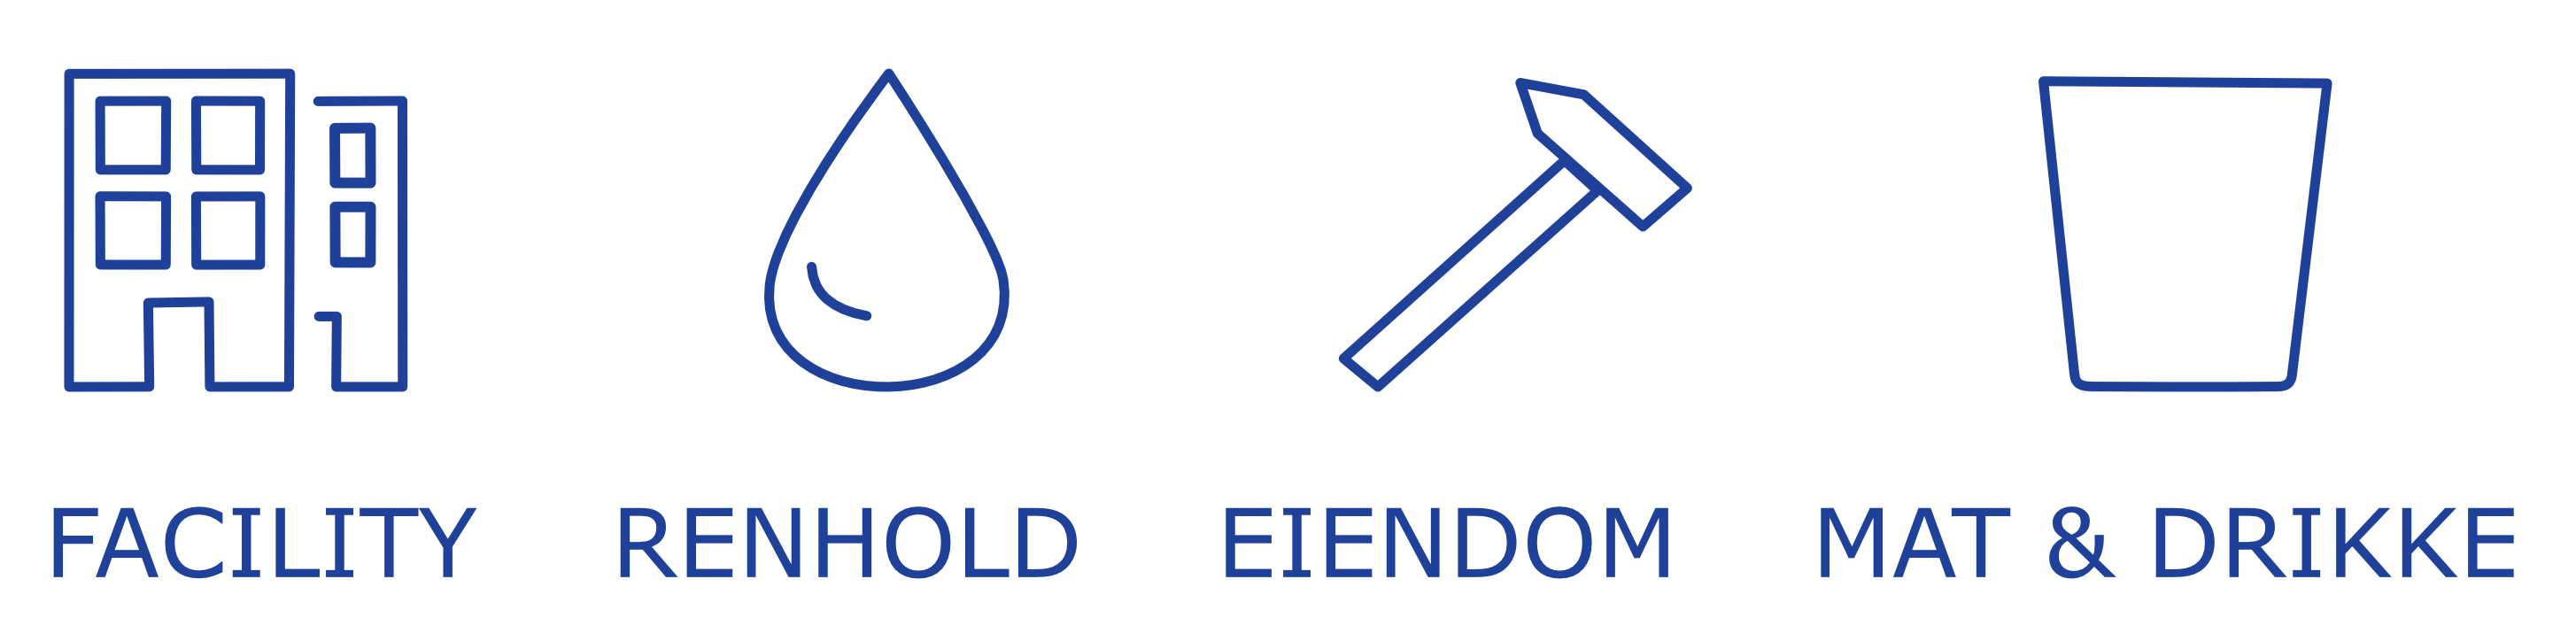 FACILITY RENHOLD EIENDOM MAT & DRIKKE